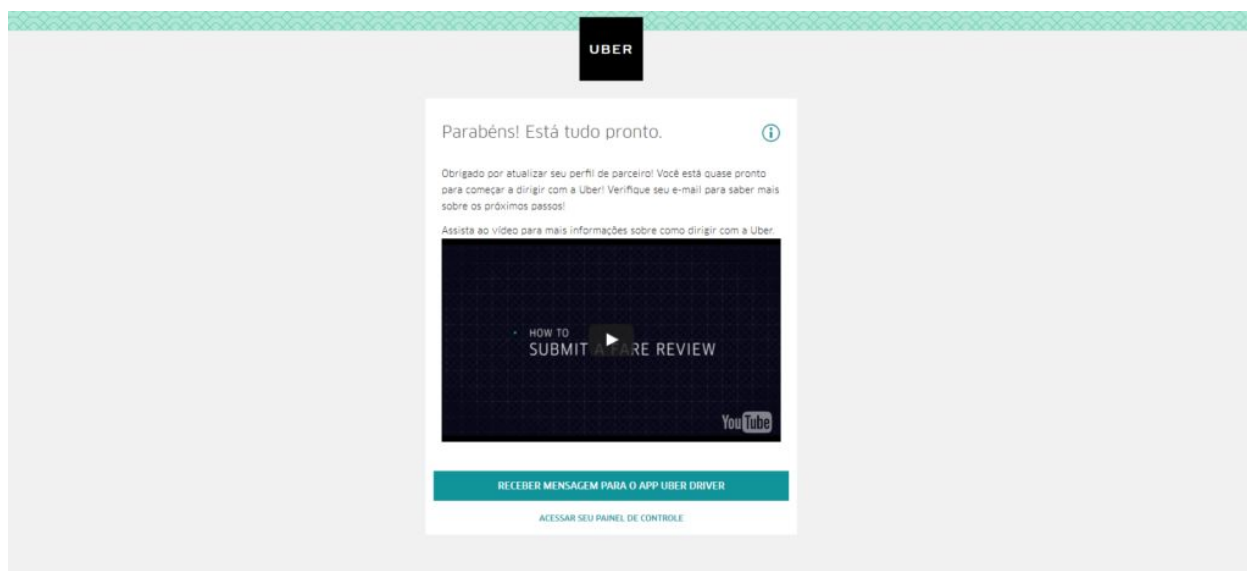 UBER
Parabéns! Está tudo pronto.
Obrigado por atualizar seu perfil de parceiro! Você está quase pronto
para começar a dirigir com a Uber! Verifique seu e-mail para saber mais
sobre os próximos passos!
Assista ao vídeo para mais informações sobre como dirigir com a Uber.
HOW TO
SUBMIT A FARE REVIEW
YouTube
RECEBER MENSAGEM PARA O APP UBER DRIVER
ACESSAR SEU PAINEL DE CONTROLE